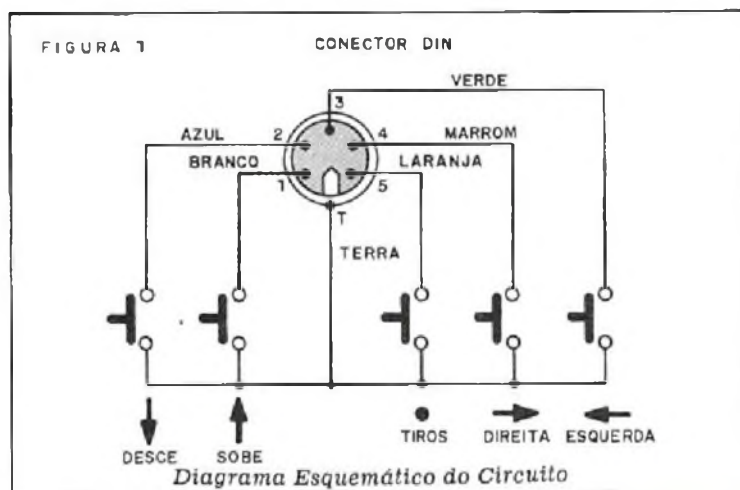 FIGURA 1
CONECTOR DIN
VERDE
3
AZUL 2 4 MARROM
BRANCO LARANJA
1 5
T
TERRA
TIROS DIREITA ESQUERDA
DESCE SOBE
Diagrama Esquemático do Circuito